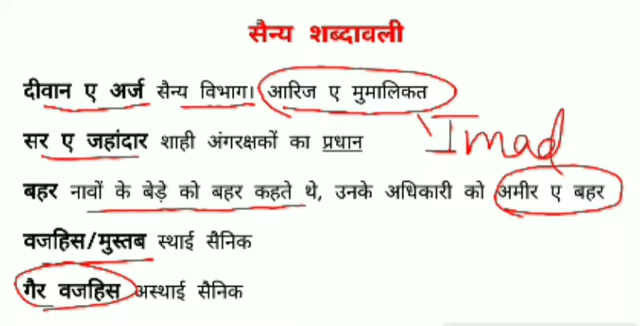 सैन्य शब्दावली
दीवान ए अर्ज सैन्य विभाग। आरिज ए मुमालिकत
Imad
सर ए जहांदार शाही अंगरक्षकों का प्रधान
बहर नावों के बेड़े को बहर कहते थे, उनके अधिकारी को अमीर ए बहर
वजहिस/मुस्तब स्थाई सैनिक
गैर वजहिस अस्थाई सैनिक